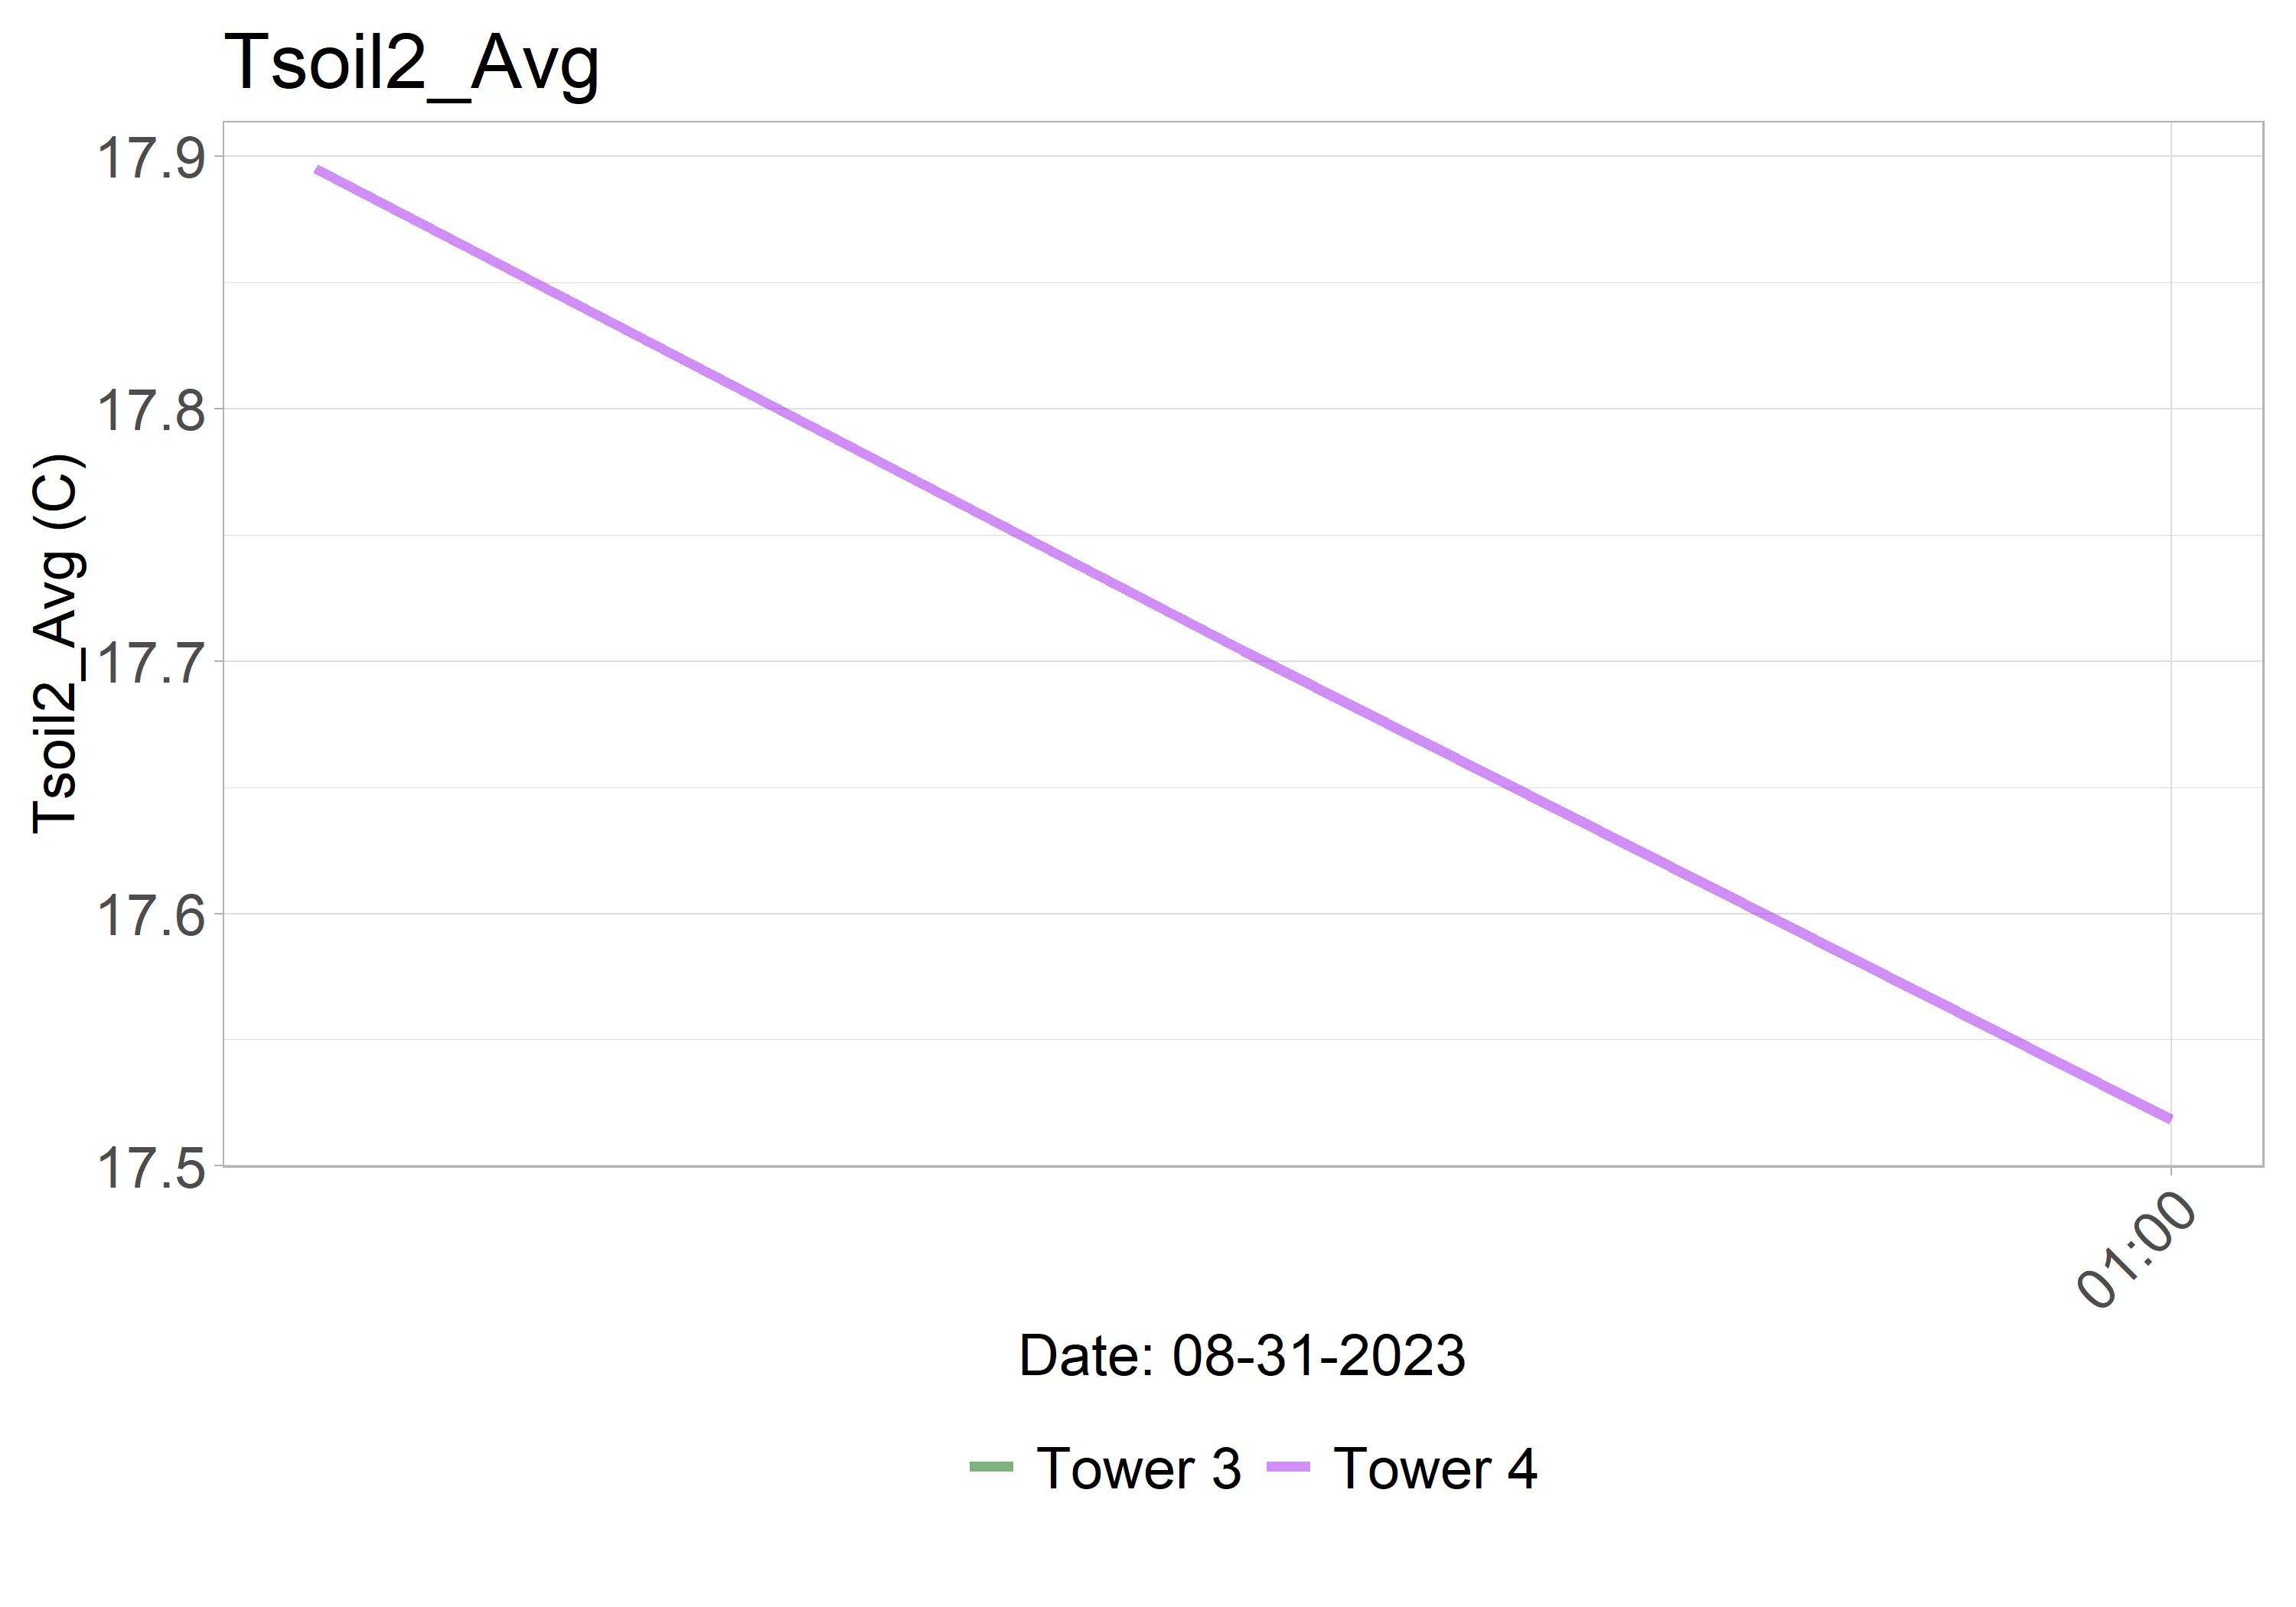 Tsoil2_Avg
Tsoil2_Avg (C)
17.9
17.8
17.7
17.6
17.5
01:00
Date: 08-31-2023
Tower 3 Tower 4